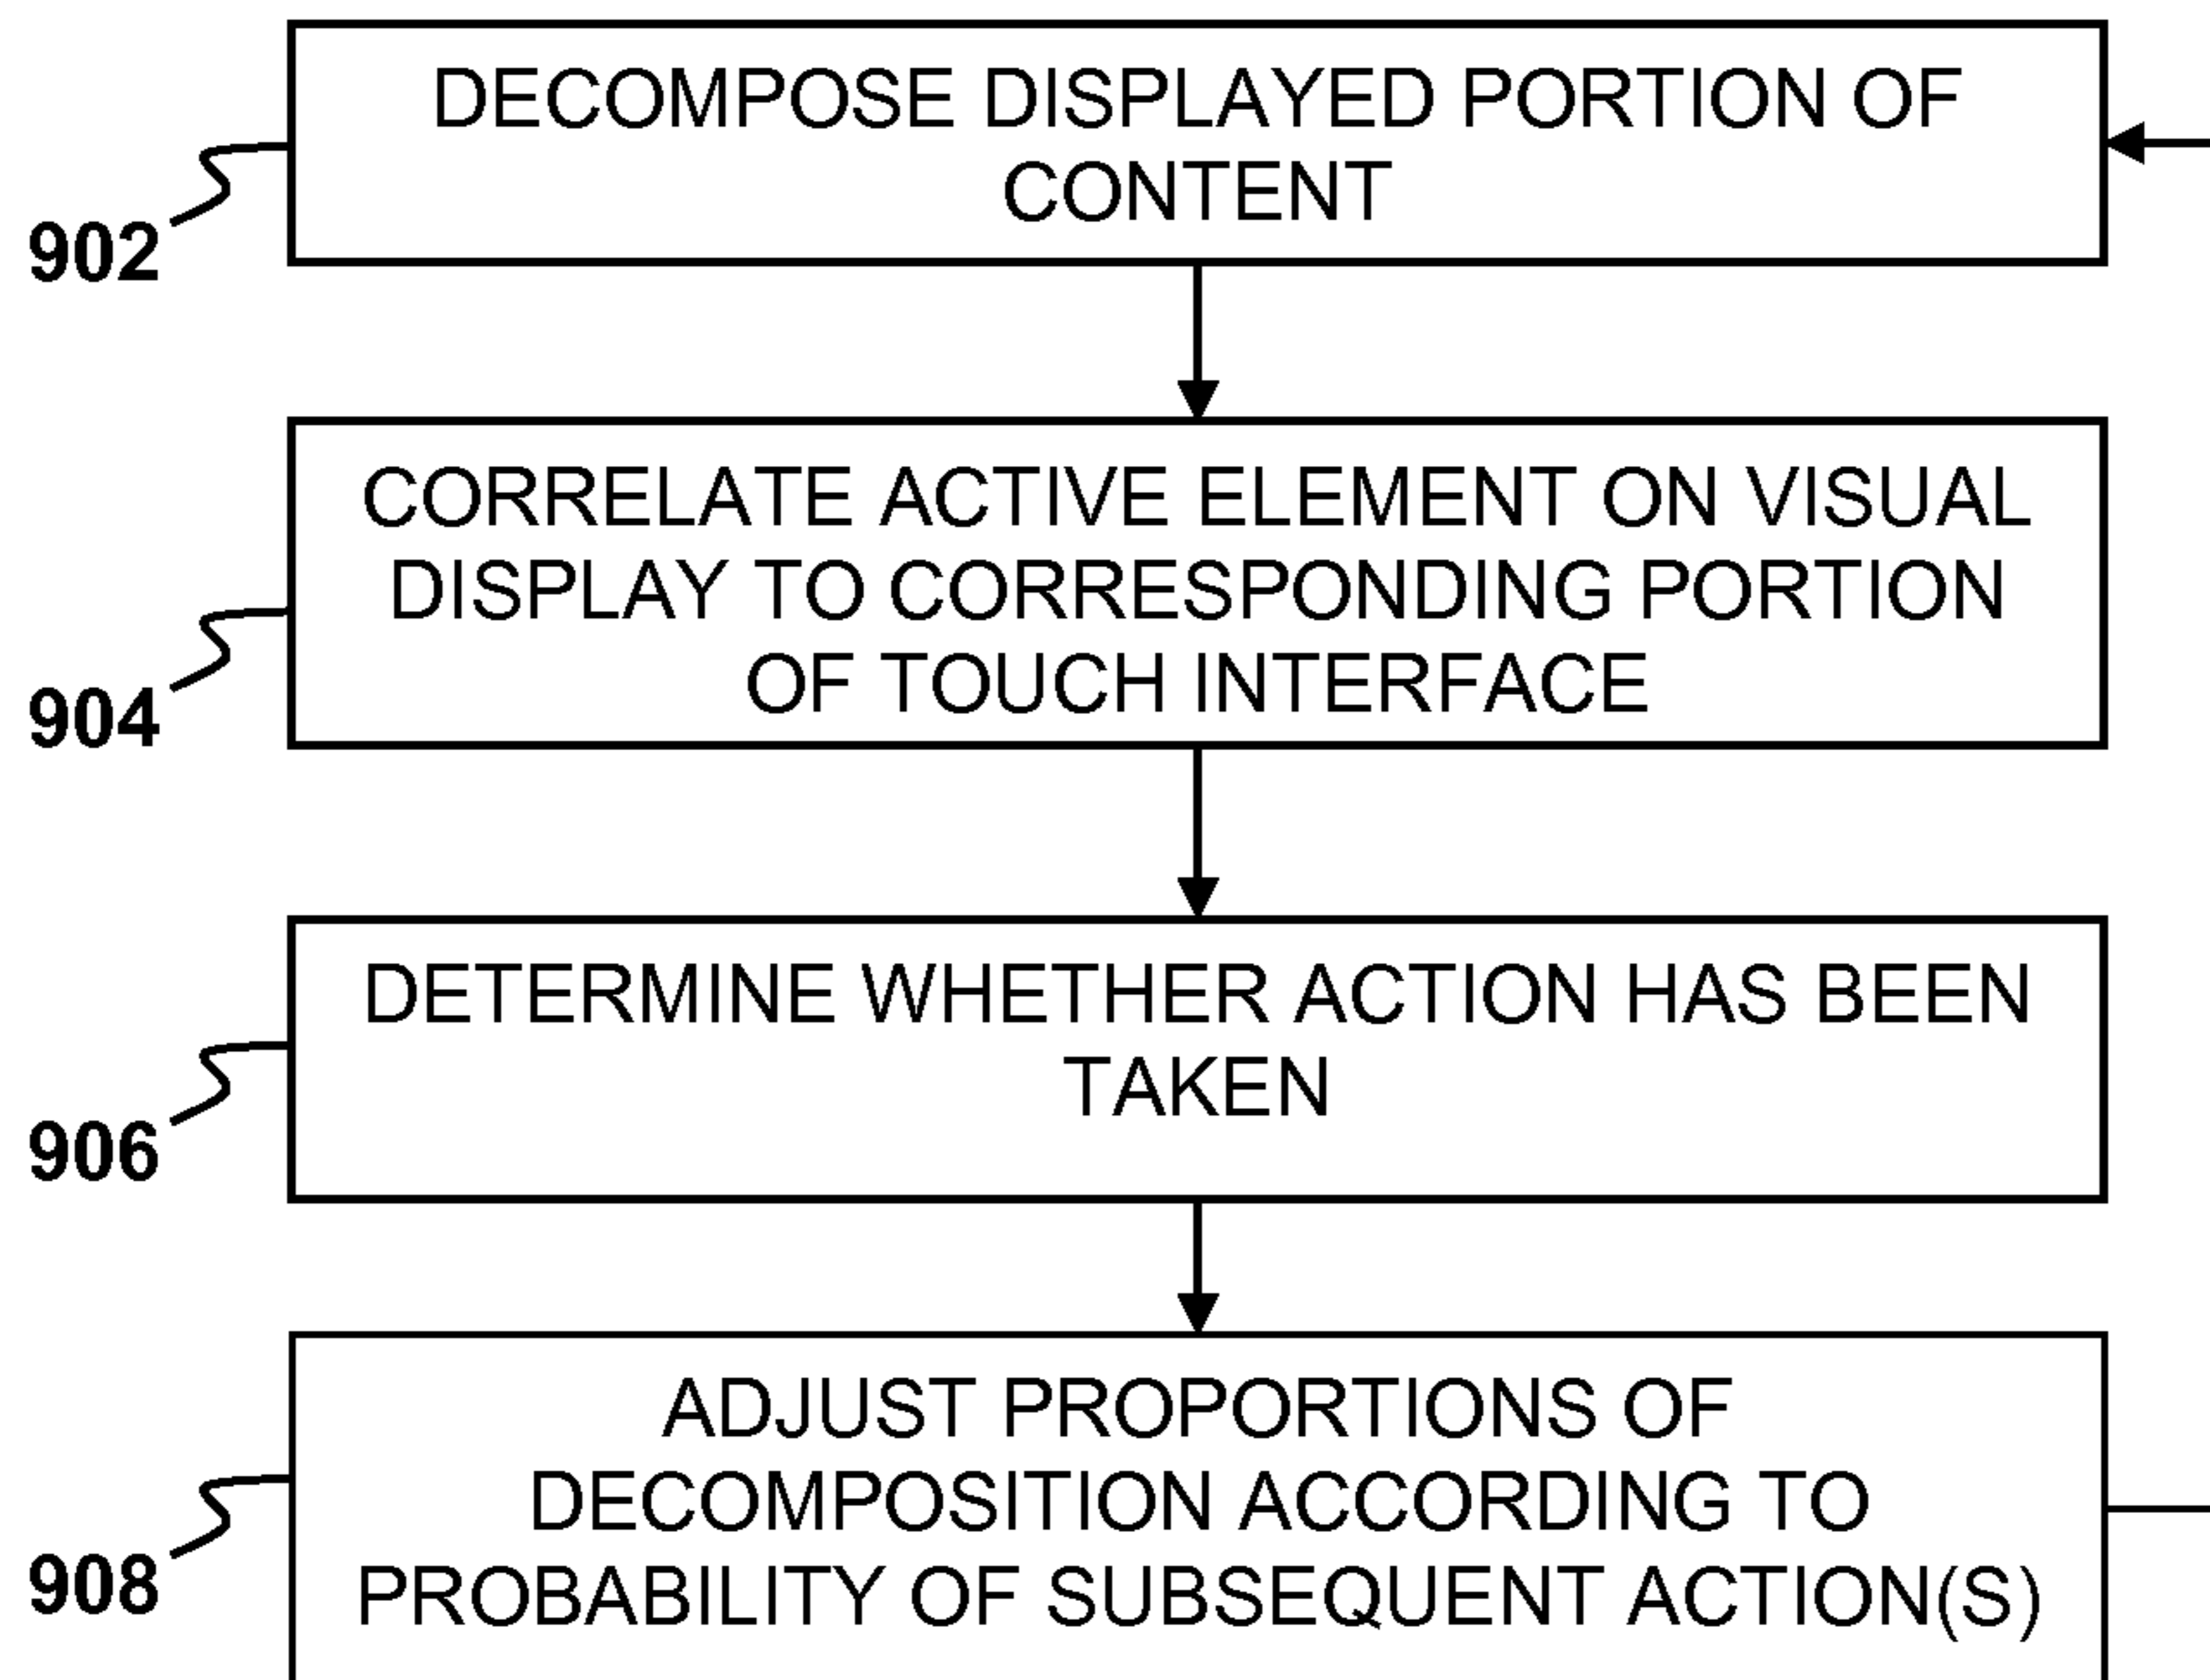 DECOMPOSE DISPLAYED PORTION OF
CONTENT
902
CORRELATE ACTIVE ELEMENT ON VISUAL
DISPLAY TO CORRESPONDING PORTION
OF TOUCH INTERFACE
904
DETERMINE WHETHER ACTION HAS BEEN
TAKEN
906
ADJUST PROPORTIONS OF
DECOMPOSITION ACCORDING TO
PROBABILITY OF SUBSEQUENT ACTION(S)
908